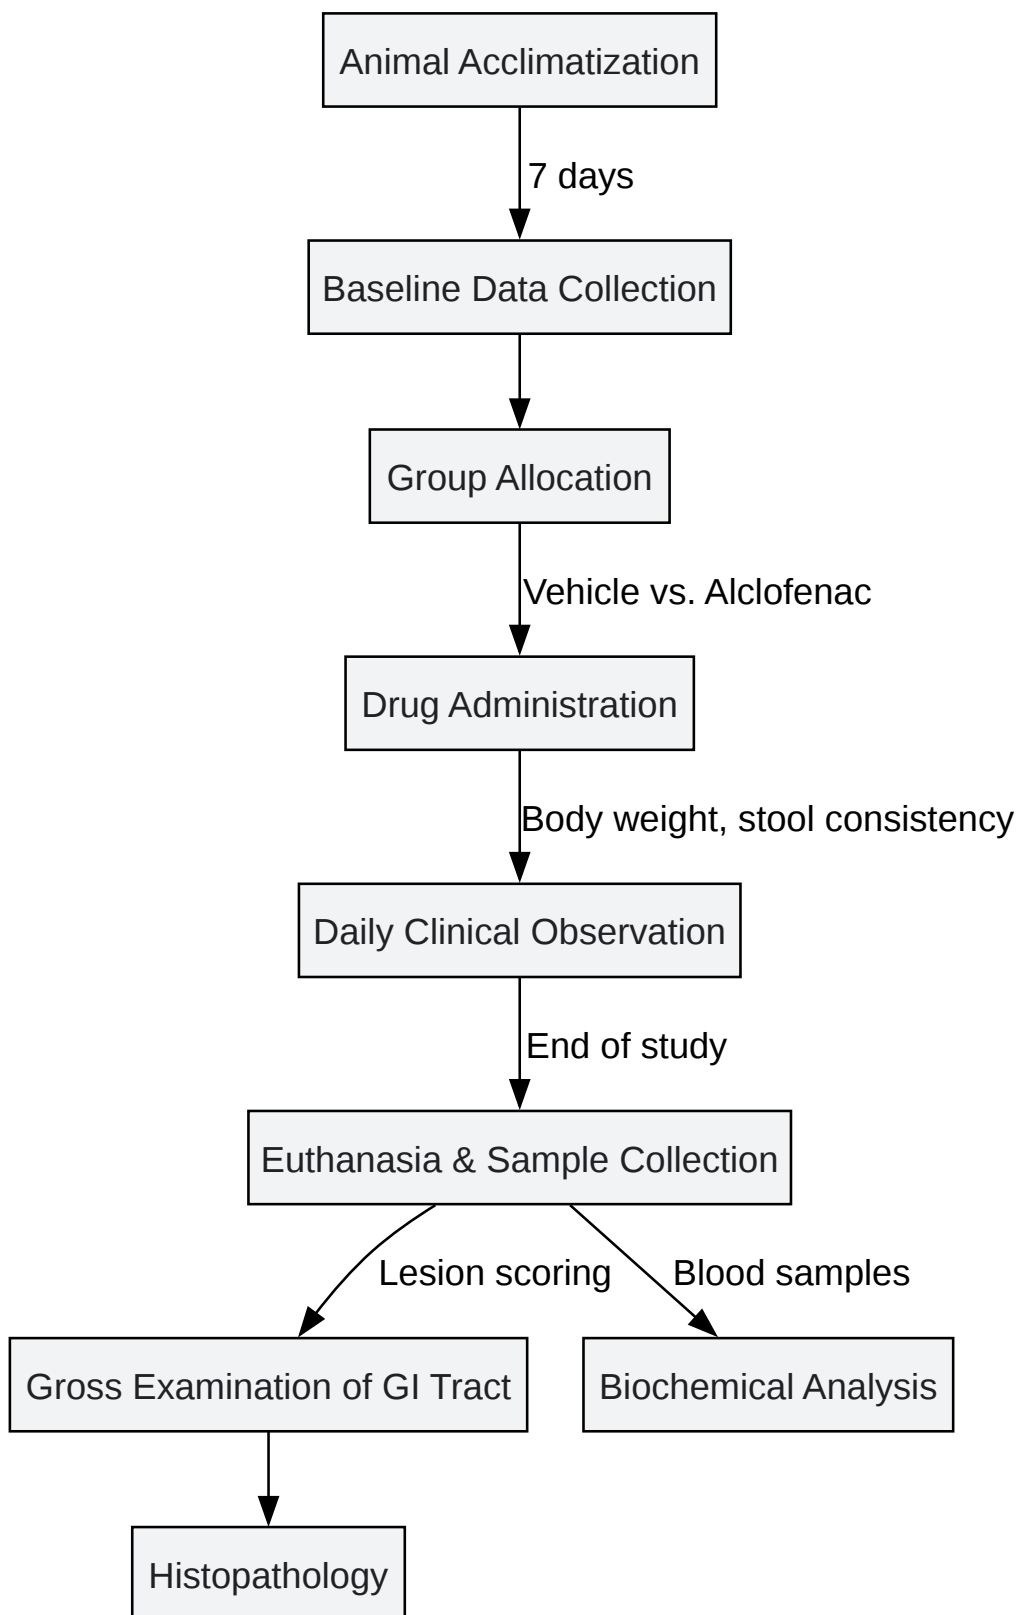 Animal Acclimatization
7 days
Baseline Data Collection
Group Allocation
Vehicle vs. Alclofenac
Drug Administration
Body weight, stool consistency
Daily Clinical Observation
End of study
Euthanasia & Sample Collection
Lesion scoring
Blood samples
Gross Examination of GI Tract
Biochemical Analysis
Histopathology